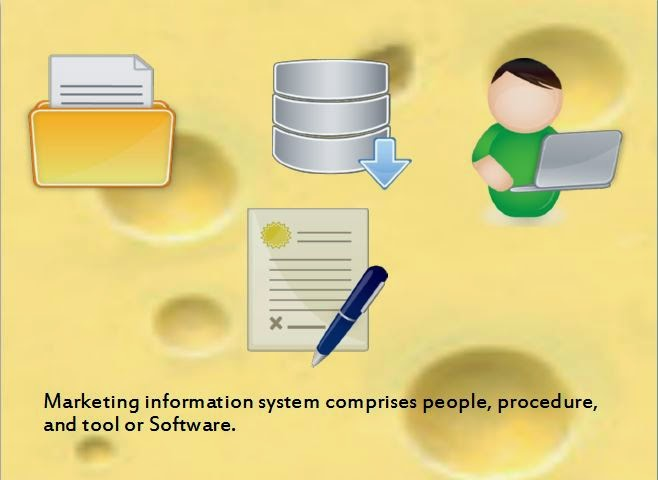 Marketing information system comprises people, procedure,
and tool or Software.